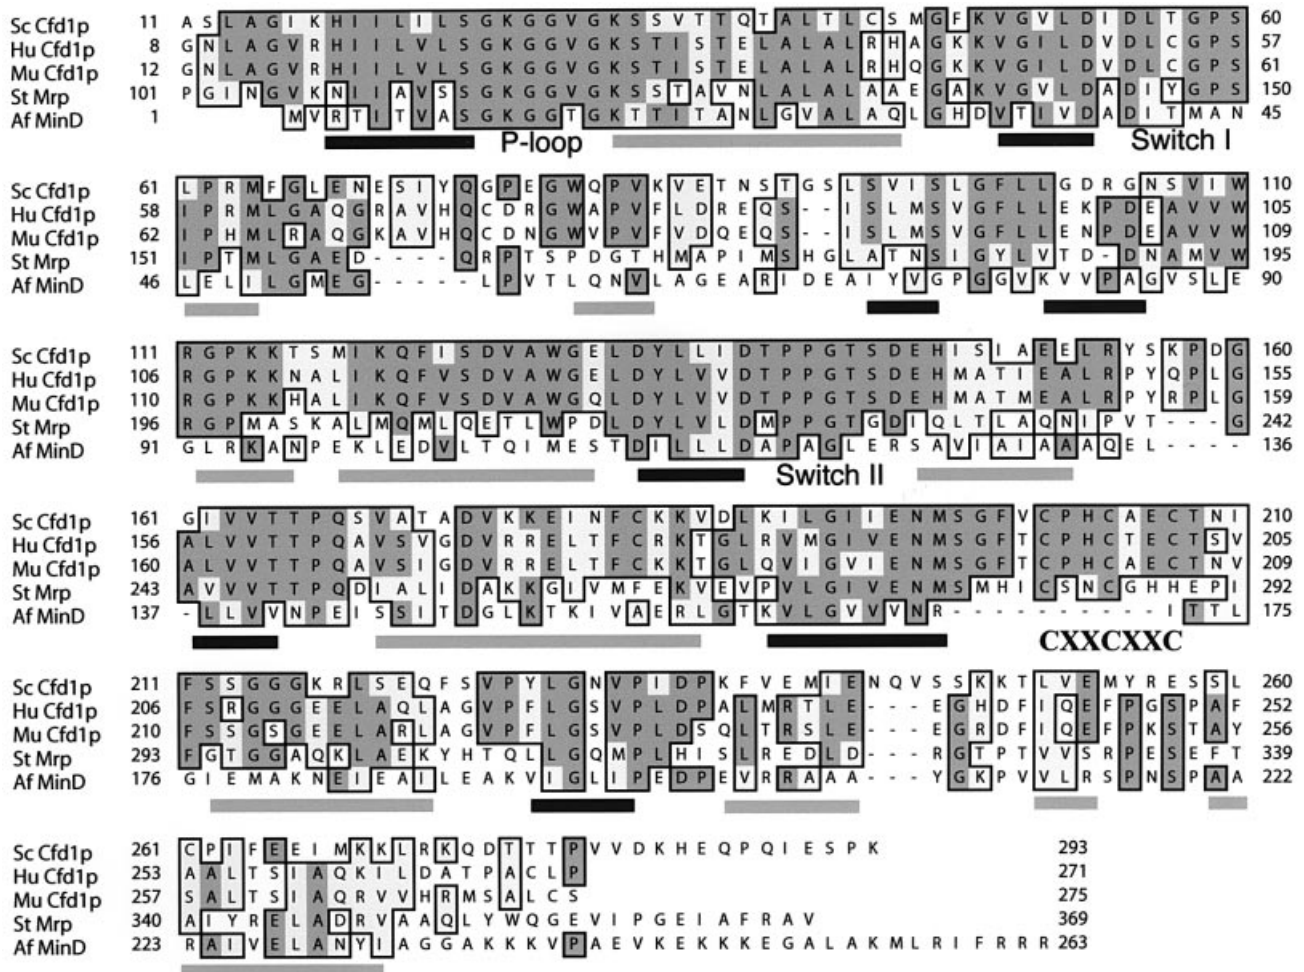 Sc Cfd1p 11 A S L A G I K H I I L I L S G K G G V G K S S V T T Q T A L T L C S M G F K V G V L D I D L T G P S 60
Hu Cfd1p 8 G N L A G V R H I I L V L S G K G G V G K S T I S T E L A L A L R H A G K K V G I L D V D L C G P S 57
Mu Cfd1p 12 G N L A G V R H I I L V L S G K G G V G K S T I S T E L A L A L R H Q G K K V G I L D V D L C G P S 61
St Mrp 101 P G I N G V K N I I A V S S G K G G V G K S S T A V N L A L A L A A E G A K V G V L D A D I Y G P S 150
Af MinD 1 M V R T I T V A S G K G G T G K T T I T A N L G V A L A Q L G H D V T I V D A D I T M A N 45
P-loop Switch I
Sc Cfd1p 61 L P R M F G L E N E S I Y Q G P E G W Q P V K V E T N S T G S L S V I S L G F L L G D R G N S V I W 110
Hu Cfd1p 58 I P R M L G A Q G R A V H Q C D R G W A P V F L D R E Q S - - I S L M S V G F L L E K P D E A V V W 105
Mu Cfd1p 62 I P H M L R A Q G K A V H Q C D N G W V P V F V D Q E Q S - - I S L M S V G F L L E N P D E A V V W 109
St Mrp 151 I P T M L G A E D - - - - Q R P T S P D G T H M A P I M S H G L A T N S I G Y L V T D - D N A M V W 195
Af MinD 46 L E L I L G M E G - - - - - L P V T L Q N V L A G E A R I D E A I Y V G P G G V K V V P A G V S L E 90
Sc Cfd1p 111 R G P K K T S M I K Q F I S D V A W G E L D Y L L I D T P P G T S D E H I S I A E E L R Y S K P D G 160
Hu Cfd1p 106 R G P K K N A L I K Q F V S D V A W G E L D Y L V V D T P P G T S D E H M A T I E A L R P Y Q P L G 155
Mu Cfd1p 110 R G P K K H A L I K Q F V S D V A W G Q L D Y L V V D T P P G T S D E H M A T M E A L R P Y R P L G 159
St Mrp 196 R G P M A S K A L M Q M L Q E T L W P D L D Y L V L D M P P G T G D I Q L T L A Q N I P V T - - - G 242
Af MinD 91 G L R K A N P E K L E D V L T Q I M E S T D I L L L D A P A G L E R S A V I A I A A A Q E L - - - - 136
Switch II
Sc Cfd1p 161 G I V V T T P Q S V A T A D V K K E I N F C K K V D L K I L G I I E N M S G F V C P H C A E C T N I 210
Hu Cfd1p 156 A L V V T T P Q A V S V G D V R R E L T F C R K T G L R V M G I V E N M S G F T C P H C T E C T S V 205
Mu Cfd1p 160 A L V V T T P Q A V S I G D V R R E L T F C K K T G L Q V I G V I E N M S G F T C P H C A E C T N V 209
St Mrp 243 A V V V T T P Q D I A L I D A K K G I V M F E K V E V P V L G I V E N M S M H I C S N C G H H E P I 292
Af MinD 137 - L L V V N P E I S S I T D G L K T K I V A E R L G T K V L G V V V N R - - - - - - - - - - I T T L 175
CXXCXXC
Sc Cfd1p 211 F S S G G G K R L S E Q F S V P Y L G N V P I D P K F V E M I E N Q V S S K K T L V E M Y R E S S L 260
Hu Cfd1p 206 F S R G G G E E L A Q L A G V P F L G S V P L D P A L M R T L E - - - E G H D F I Q E F P G S P A F 252
Mu Cfd1p 210 F S S G S G E E L A R L A G V P F L G S V P L D S Q L T R S L E - - - E G R D F I Q E F P K S T A Y 256
St Mrp 293 F G T G G A Q K L A E K Y H T Q L L G Q M P L H I S L R E D L D - - - R G T P T V V S R P E S E F T 339
Af MinD 176 G I E M A K N E I E A I L E A K V I G L I P E D P E V R R A A A - - - Y G K P V V L R S P N S P A A 222
Sc Cfd1p 261 C P I F E E I M K K L R K Q D T T T P V V D K H E Q P Q I E S P K 293
Hu Cfd1p 253 A A L T S I A Q K I L D A T P A C L P 271
Mu Cfd1p 257 S A L T S I A Q R V V H R M S A L C S 275
St Mrp 340 A I Y R E L A D R V A A Q L Y W Q G E V I P G E I A F R A V 369
Af MinD 223 R A I V E L A N Y I A G G A K K K V P A E V K E K K K E G A L A K M L R I F R R R 263